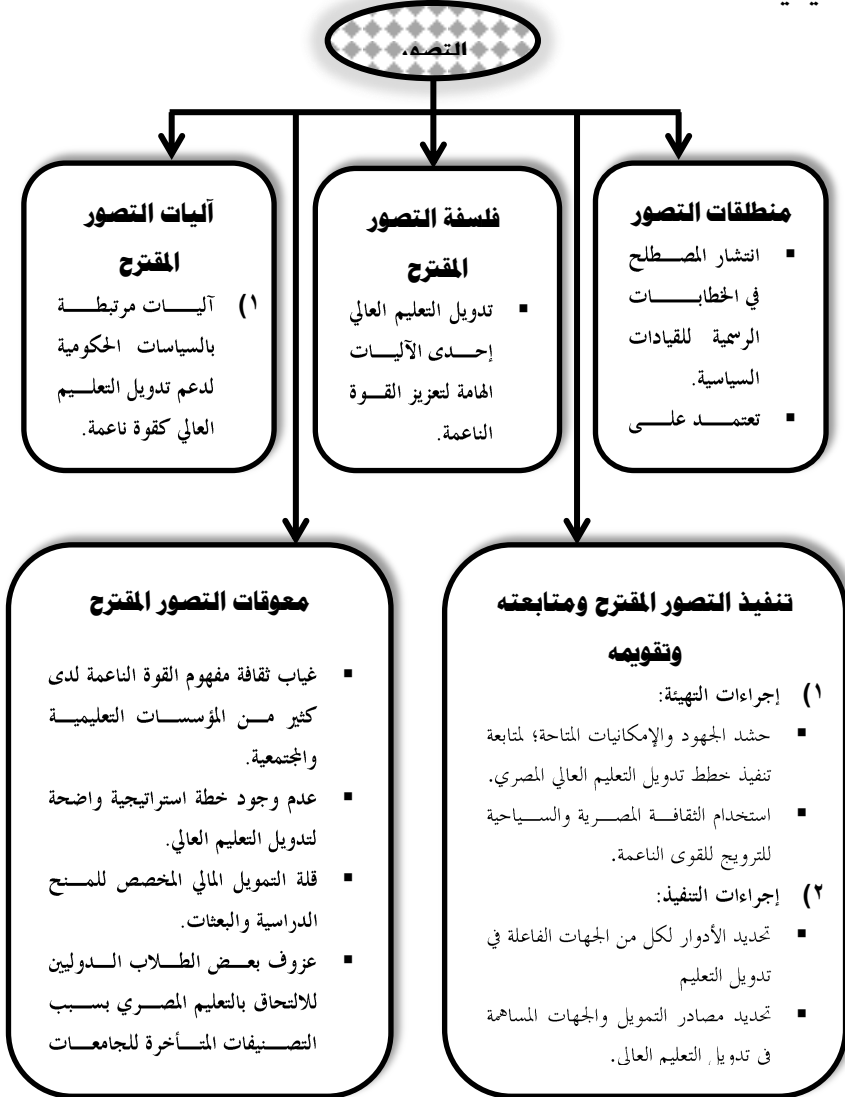 التصور
منطلقات التصور
▪ انتشار المصطلح
في الخطابات
الرسمية للقيادات
السياسية.
▪ تعتمد على
فلسفة التصور
المقترح
▪ تدويل التعليم العالي
إحدى الآليات
الهامة لتعزيز القوة
الناعمة.
آليات التصور
المقترح
١) آليات مرتبطة
بالسياسات الحكومية
لدعم تدويل التعليم
العالي كقوة ناعمة.
تنفيذ التصور المقترح ومتابعته
وتقويمه
١) إجراءات التهيئة:
▪ حشد الجهود والإمكانيات المتاحة؛ لمتابعة
تنفيذ خطط تدويل التعليم العالي المصري.
▪ استخدام الثقافة المصرية والسياحية
للترويج للقوى الناعمة.
٢) إجراءات التنفيذ:
▪ تحديد الأدوار لكل من الجهات الفاعلة في
تدويل التعليم
▪ تحديد مصادر التمويل والجهات المساهمة
في تدويل التعليم العالي.
معوقات التصور المقترح
▪ غياب ثقافة مفهوم القوة الناعمة لدى
كثير من المؤسسات التعليمية
والمجتمعية.
▪ عدم وجود خطة استراتيجية واضحة
لتدويل التعليم العالي.
▪ قلة التمويل المالي المخصص للمنح
الدراسية والبعثات.
▪ عزوف بعض الطلاب الدوليين
للالتحاق بالتعليم المصري بسبب
التصنيفات المتأخرة للجامعات